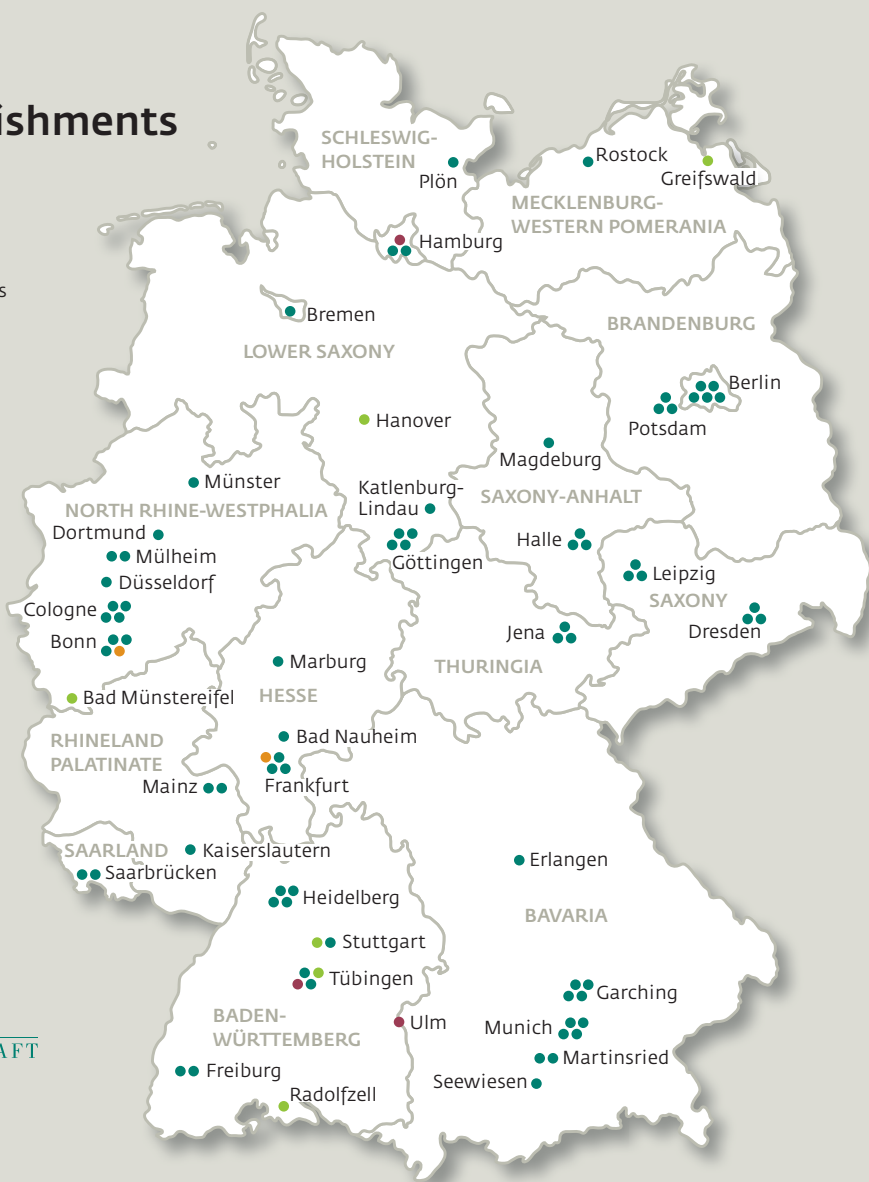 ishments
SCHLESWIG-
HOLSTEIN
Plön
Rostock
Greifswald
MECKLENBURG-
WESTERN POMERANIA
Hamburg
s
Bremen
BRANDENBURG
LOWER SAXONY
Berlin
Potsdam
Hanover
Magdeburg
Münster
Katlenburg-
Lindau
SAXONY-ANHALT
NORTH RHINE-WESTPHALIA
Dortmund
Mülheim
Göttingen
Halle
Düsseldorf
Leipzig
SAXONY
Cologne
Bonn
Jena
Dresden
Marburg
THURINGIA
HESSE
Bad Münstereifel
Bad Nauheim
RHINELAND
PALATINATE
Mainz
Frankfurt
SAARLAND
Kaiserslautern
Saarbrücken
Erlangen
Heidelberg
BAVARIA
Stuttgart
Tübingen
Garching
BADEN-
WÜRTTEMBERG
Ulm
Munich
AFT
Martinsried
Freiburg
Seewiesen
Radolfzell